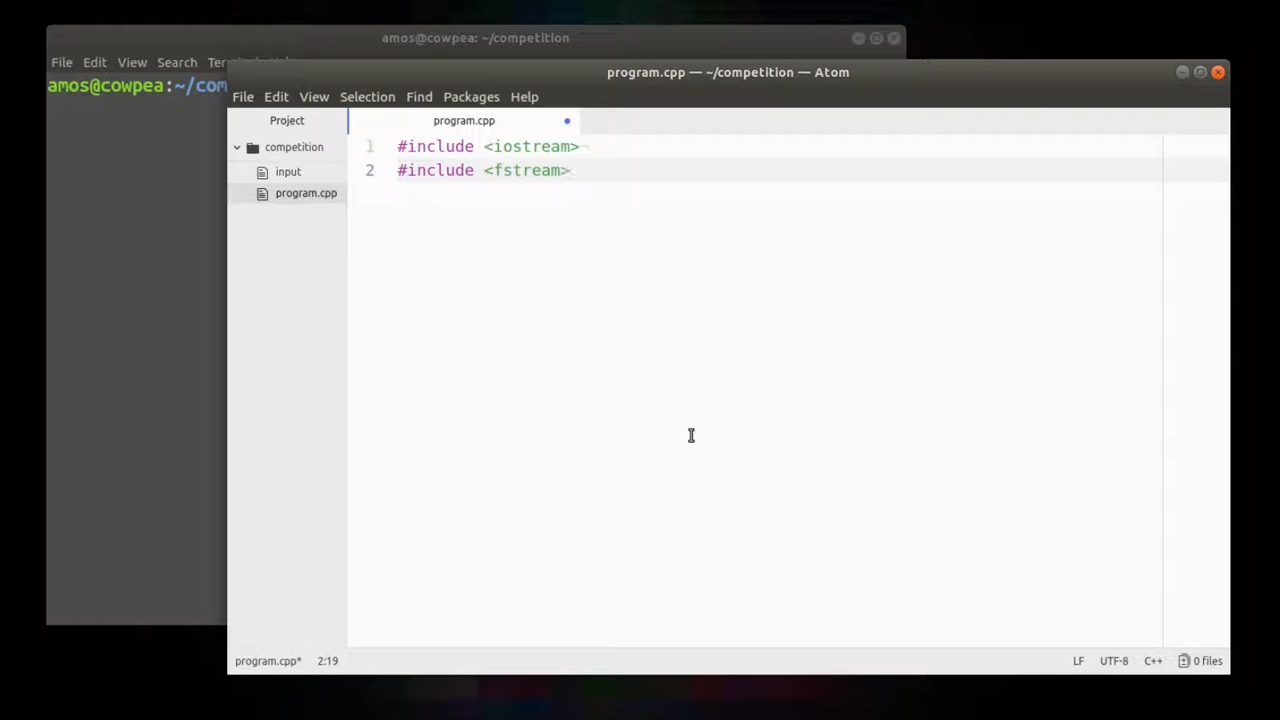 amos@cowpea: ~/competition
File Edit View Search
amos@cowpea:~/com
program.cpp — ~/competition — Atom
File Edit View Selection Find Packages Help
Project
program.cpp
competition
input
program.cpp
1 #include <iostream>
2 #include <fstream>
program.cpp* 2:19
LF UTF-8 C++ 0 files